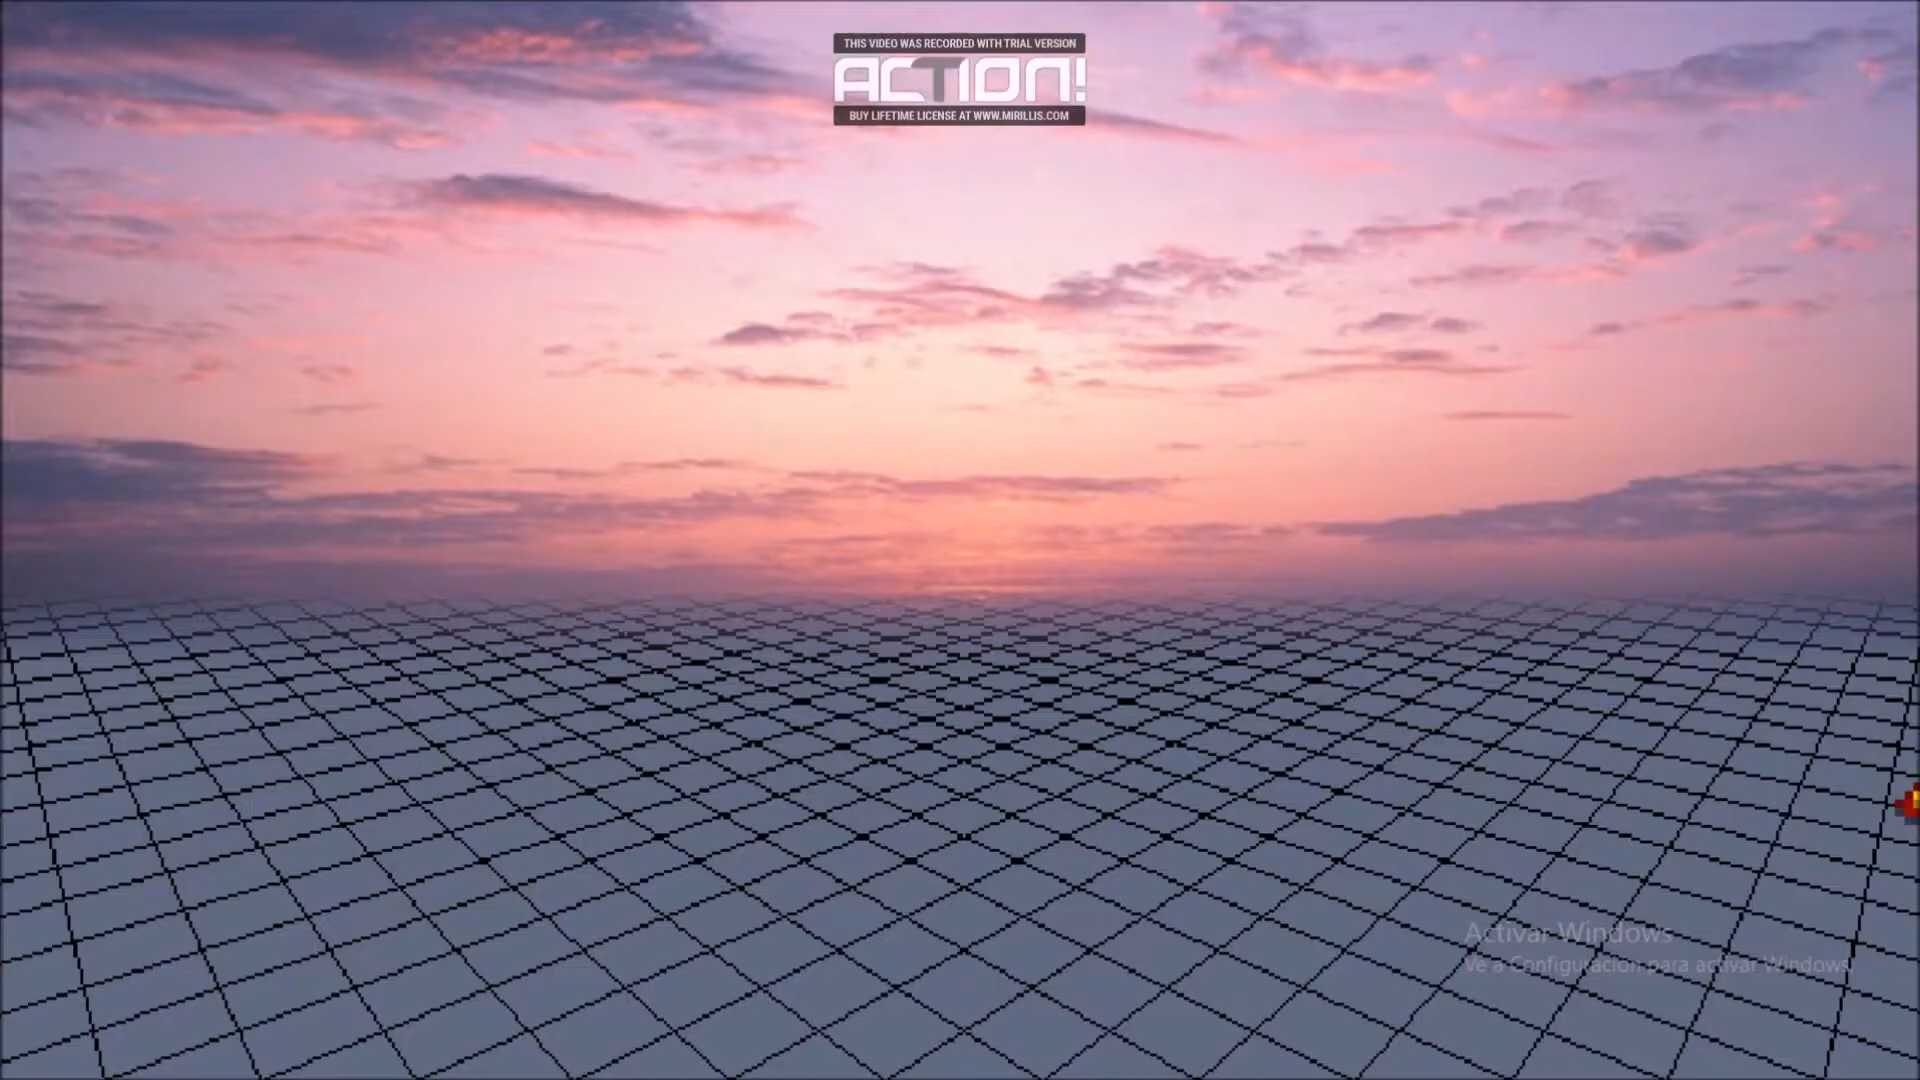 THIS VIDEO WAS RECORDED WITH TRIAL VERSION
ACTION!
BUY LIFETIME LICENSE AT WWW.MIRILLIS.COM
Activar Windows
Ve a Configuración para activar Windows.